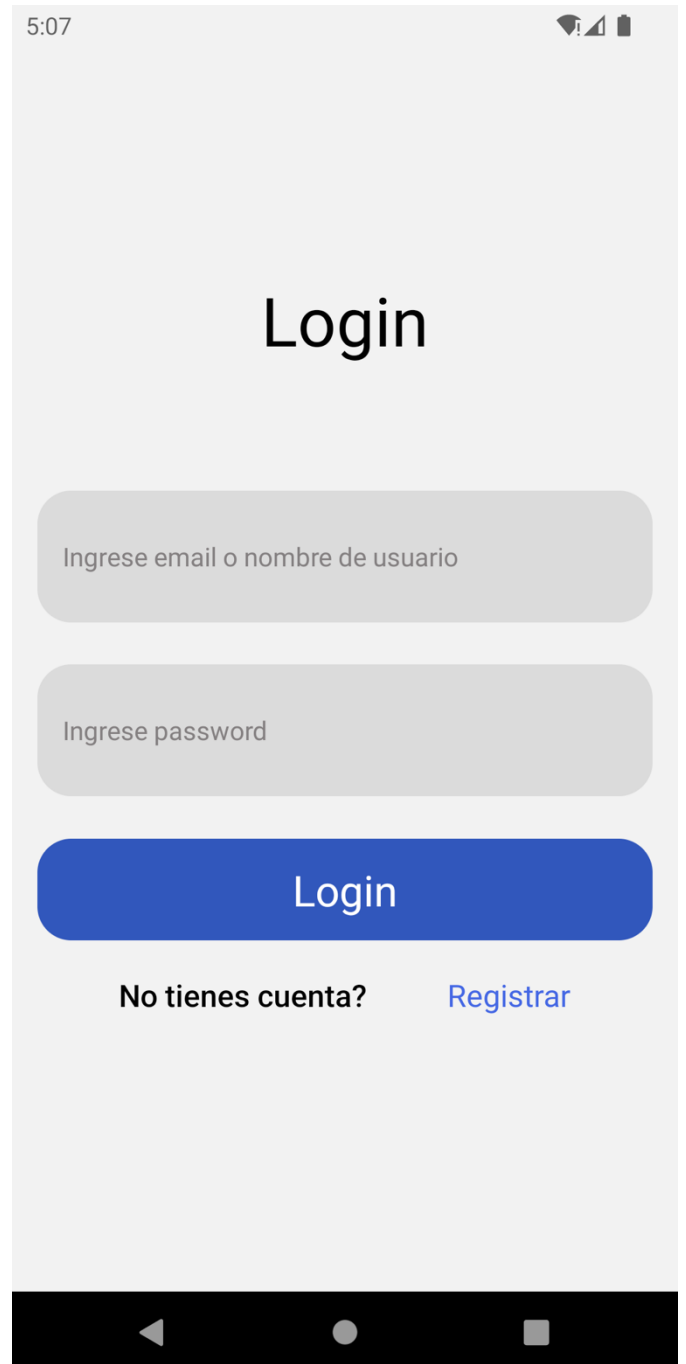 5:07
Login
Ingrese email o nombre de usuario
Ingrese password
Login
No tienes cuenta? Registrar